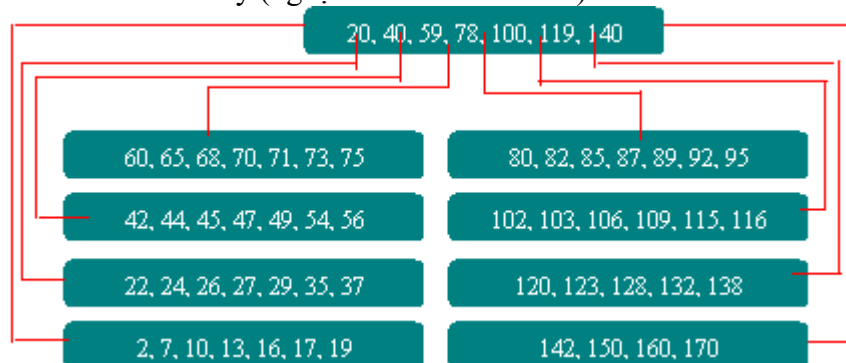 20, 40, 59, 78, 100, 119, 140
60, 65, 68, 70, 71, 73, 75
80, 82, 85, 87, 89, 92, 95
42, 44, 45, 47, 49, 54, 56
102, 103, 106, 109, 115, 116
22, 24, 26, 27, 29, 35, 37
120, 123, 128, 132, 138
2, 7, 10, 13, 16, 17, 19
142, 150, 160, 170